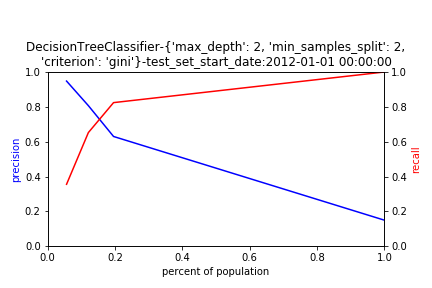 DecisionTreeClassifier-{'max_depth': 2, 'min_samples_split': 2,
'criterion': 'gini'}-test_set_start_date:2012-01-01 00:00:00
1.0
0.8
0.6
0.4
0.2
0.0
precision
1.0
0.8
0.6
0.4
0.2
0.0
recall
0.0 0.2 0.4 0.6 0.8 1.0
percent of population